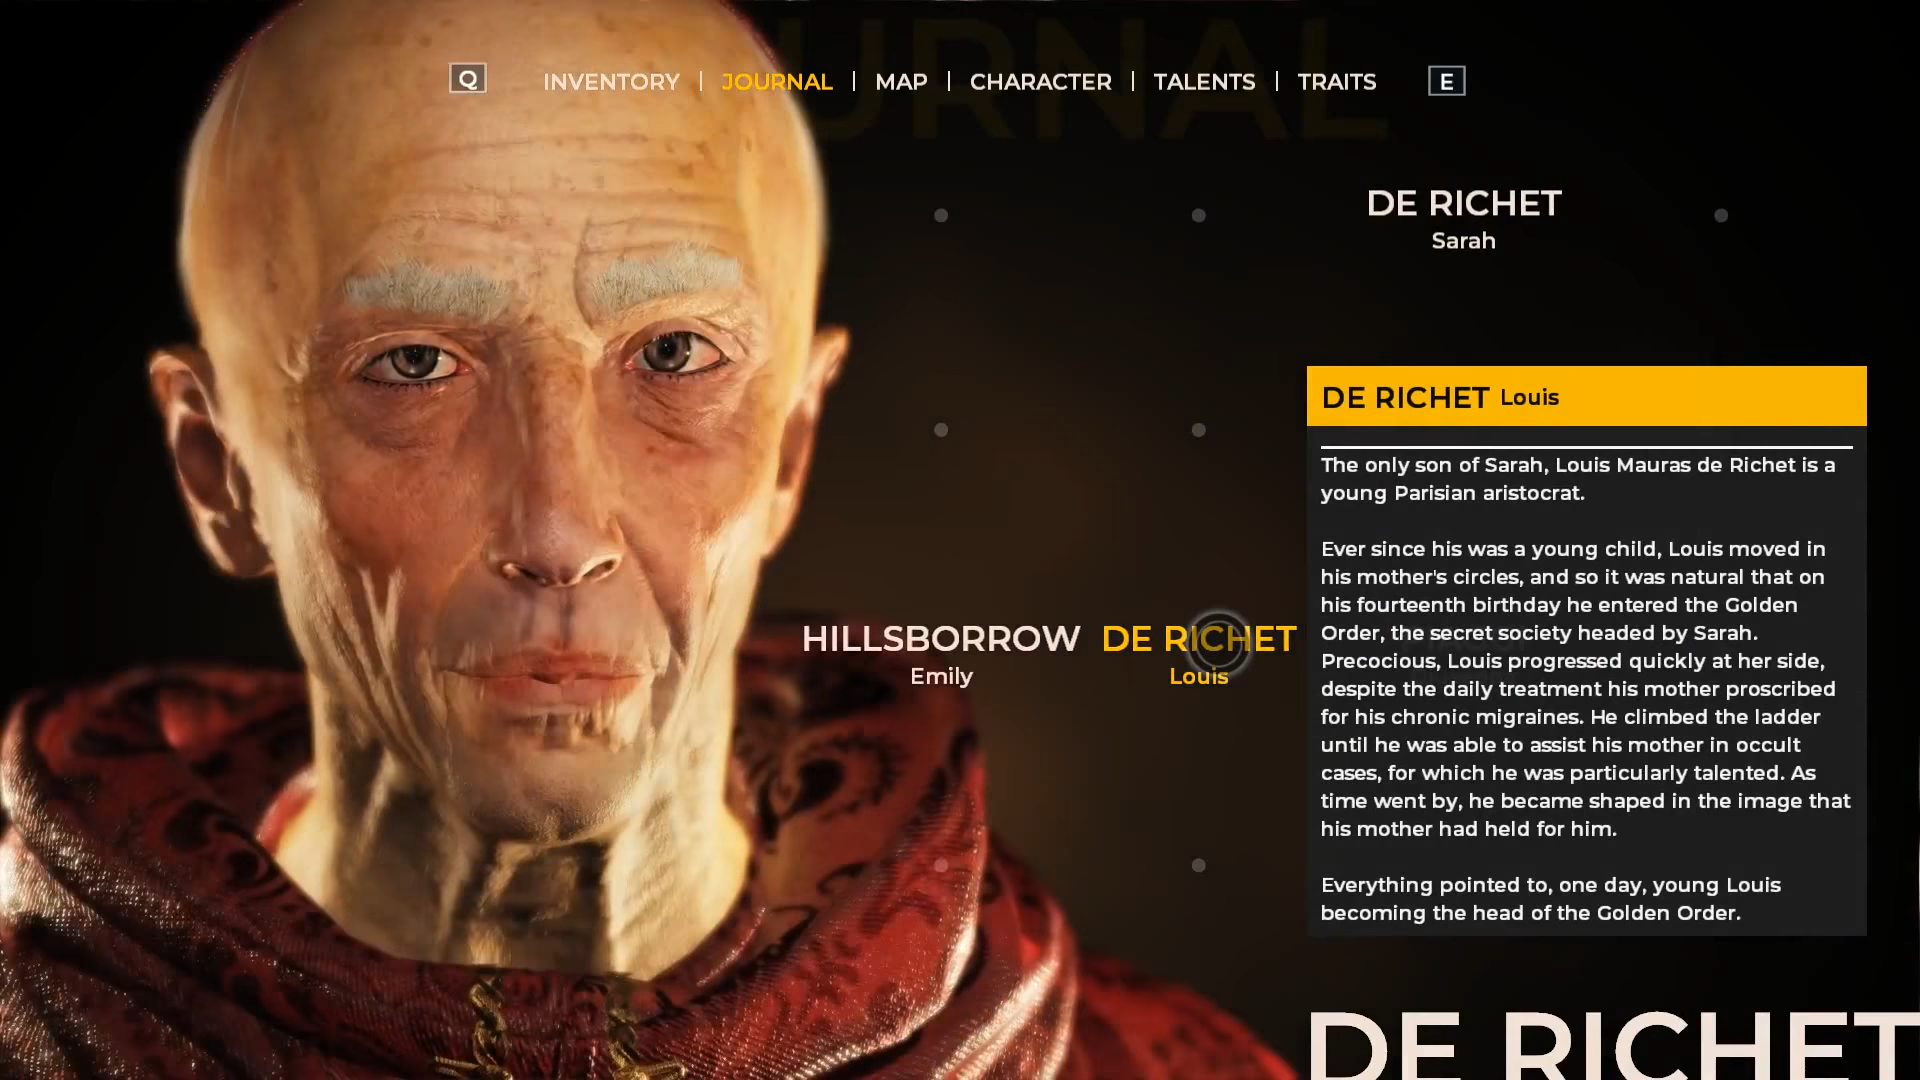 JOURNAL
Q INVENTORY | JOURNAL | MAP | CHARACTER | TALENTS | TRAITS E
DE RICHET
Sarah
DE RICHET Louis
The only son of Sarah, Louis Mauras de Richet is a
young Parisian aristocrat.
Ever since his was a young child, Louis moved in
his mother's circles, and so it was natural that on
his fourteenth birthday he entered the Golden
Order, the secret society headed by Sarah.
Precocious, Louis progressed quickly at her side,
despite the daily treatment his mother proscribed
for his chronic migraines. He climbed the ladder
until he was able to assist his mother in occult
cases, for which he was particularly talented. As
time went by, he became shaped in the image that
his mother had held for him.
Everything pointed to, one day, young Louis
becoming the head of the Golden Order.
HILLSBORROW
Emily
DE RICHET
Louis
DE RICHET